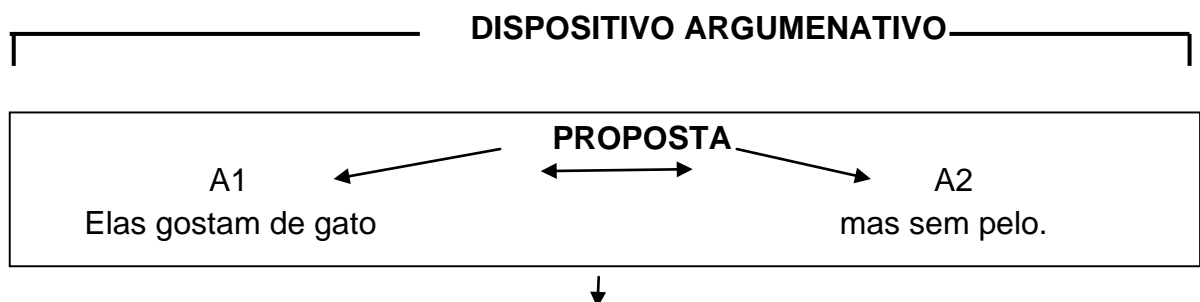 DISPOSITIVO ARGUMENATIVO
PROPOSTA
A1 A2
Elas gostam de gato mas sem pelo.